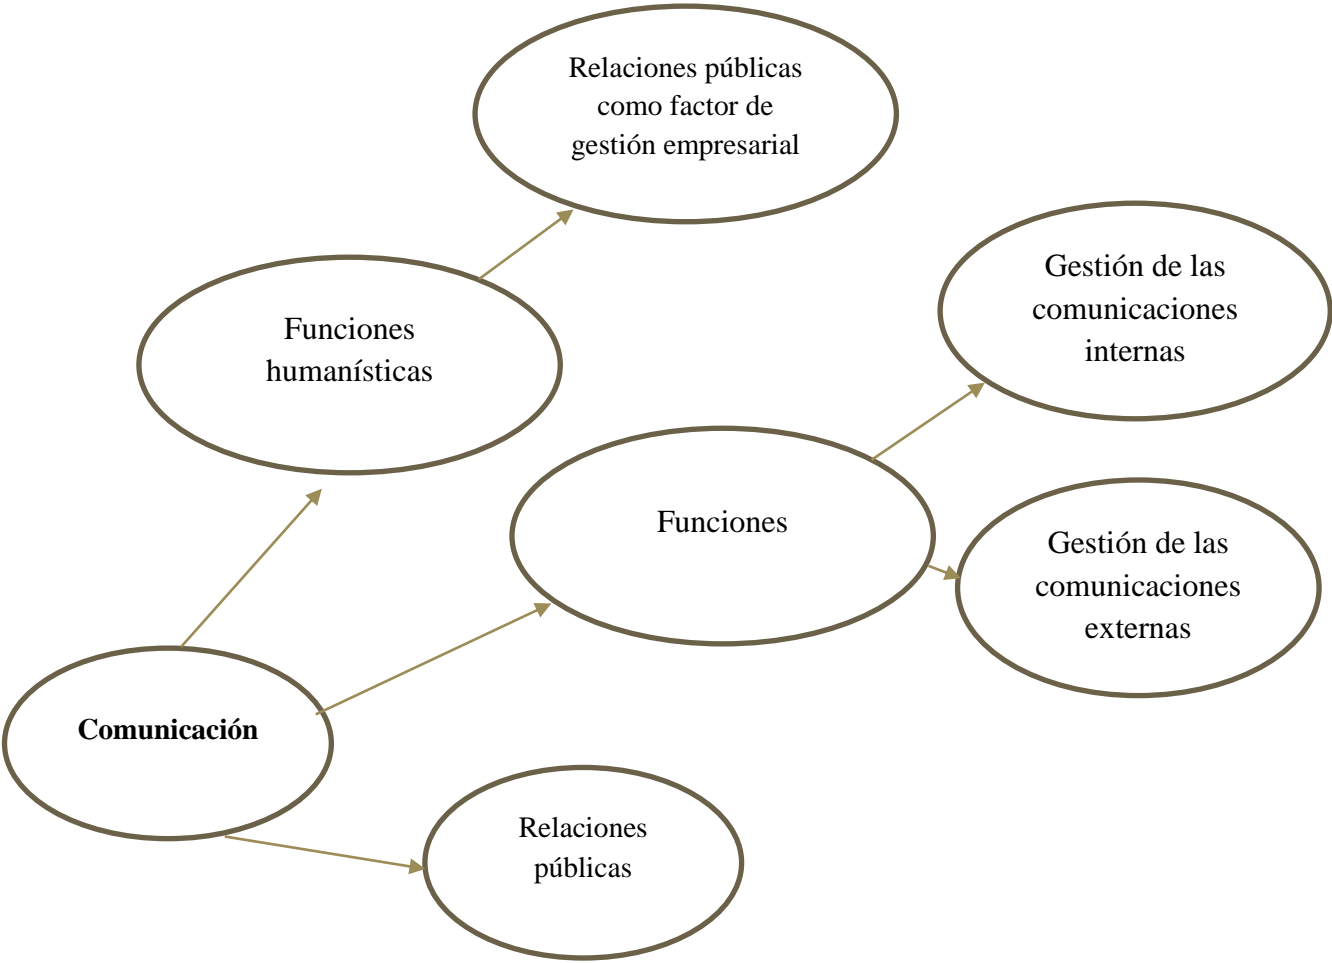 Relaciones públicas
como factor de
gestión empresarial
Gestión de las
comunicaciones
internas
Funciones
humanísticas
Funciones
Gestión de las
comunicaciones
externas
Comunicación
Relaciones
públicas